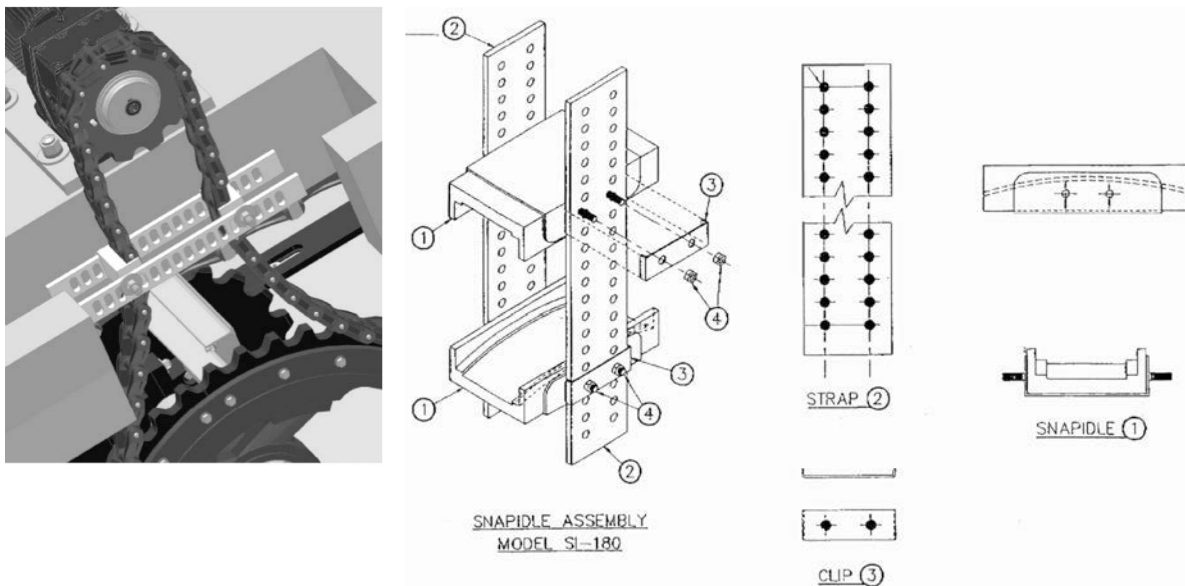 ②
①
③
④
①
③
④
②
SNAPIDLE ASSEMBLY
MODEL SI-180
STRAP ②
CLIP ③
SNAPIDLE ①